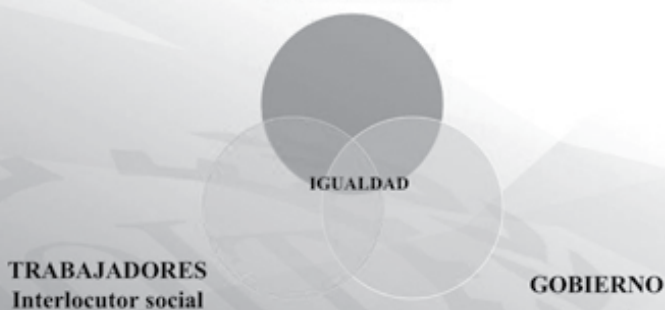 IGUALDAD
TRABAJADORES
Interlocutor social
GOBIERNO